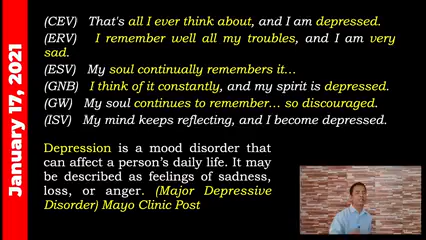 January 17, 2021
(CEV) That's all I ever think about, and I am depressed.
(ERV) I remember well all my troubles, and I am very
sad.
(ESV) My soul continually remembers it...
(GNB) I think of it constantly, and my spirit is depressed.
(GW) My soul continues to remember... so discouraged.
(ISV) My mind keeps reflecting, and I become depressed.
Depression is a mood disorder that
can affect a person's daily life. It may
be described as feelings of sadness,
loss, or anger. (Major Depressive
Disorder) Mayo Clinic Post